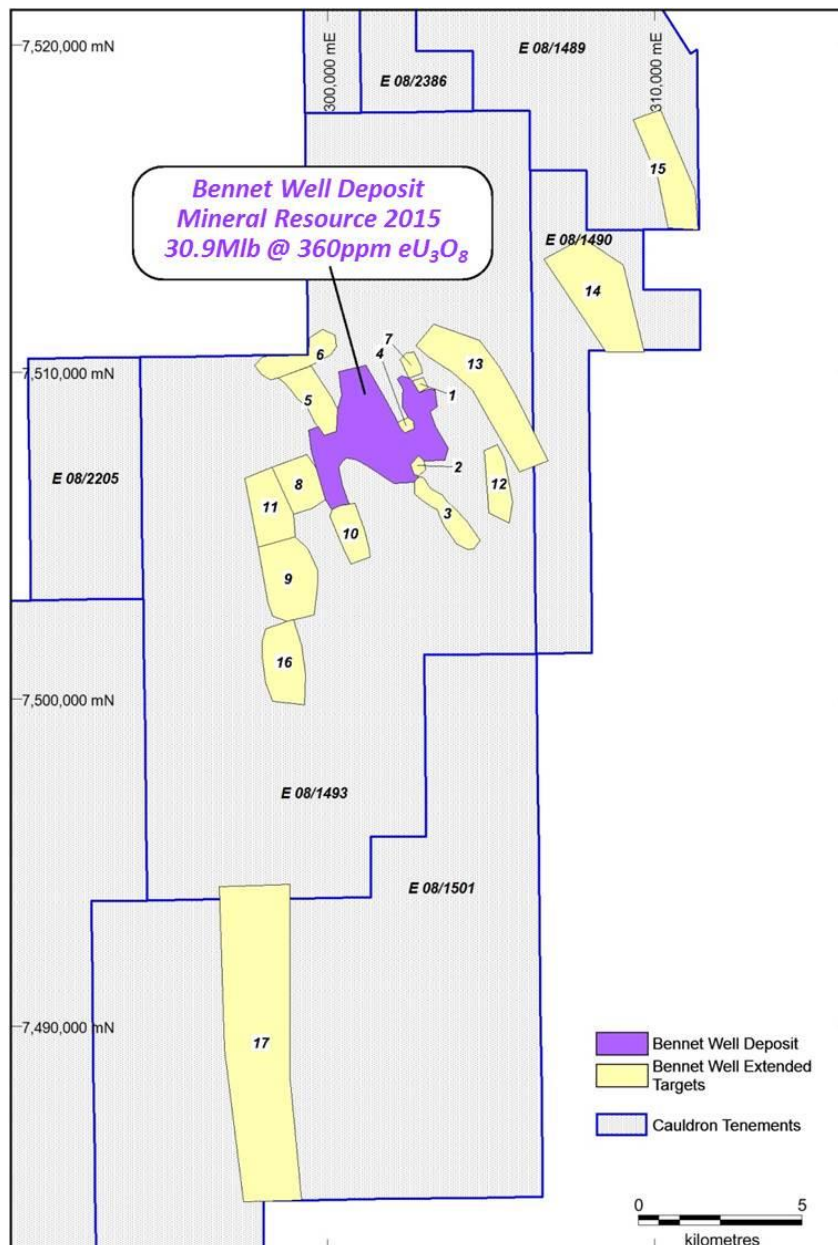 7,520,000 mN
300,000 mE
E 08/2386
E 08/1489
310,000 mE
15
Bennet Well Deposit
Mineral Resource 2015
30.9Mlb @ 360ppm eU₃O₈
E 08/1490
14
7
4
6
13
7,510,000 mN
1
5
2
E 08/2205
8
12
11
3
10
9
16
7,500,000 mN
E 08/1493
E 08/1501
7,490,000 mN
17
Bennet Well Deposit
Bennet Well Extended
Targets
Cauldron Tenements
0 5
kilometres